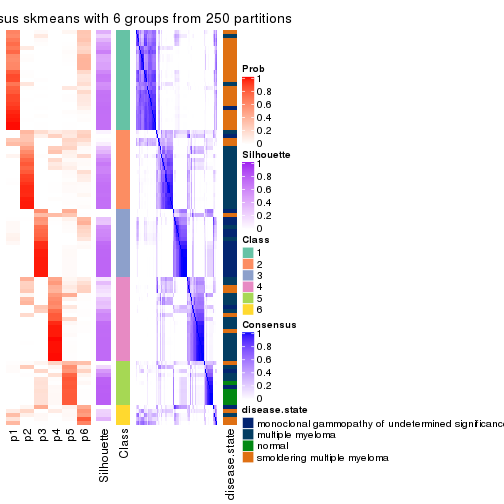 sus skmeans with 6 groups from 250 partitions
Prob
1
0.8
0.6
0.4
0.2
0
Silhouette
1
0.8
0.6
0.4
0.2
0
Class
1
2
3
4
5
6
Consensus
1
0.8
0.6
0.4
0.2
0
disease.state
monoclonal gammopathy of undetermined significance
multiple myeloma
normal
smoldering multiple myeloma
p1
p2
p3
p4
p5
p6
Silhouette
Class
disease.state